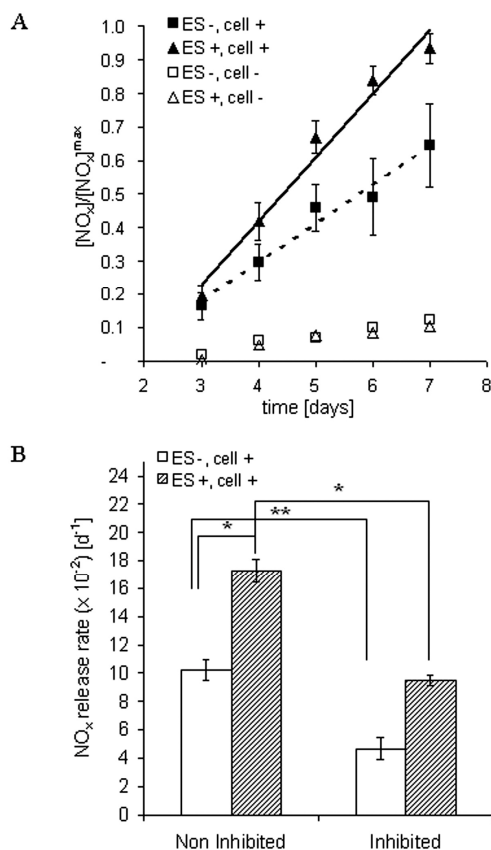 A
ES -, cell +
ES +, cell +
ES -, cell -
ES +, cell -
[NOx]/[NOx]max
1.0
0.9
0.8
0.7
0.6
0.5
0.4
0.3
0.2
0.1
-
2 3 4 5 6 7 8
time [days]
B
ES -, cell +
ES +, cell +
NOx release rate (x 10-2) [d-1]
24
22
20
18
16
14
12
10
8
6
4
2
0
*
**
*
Non Inhibited Inhibited